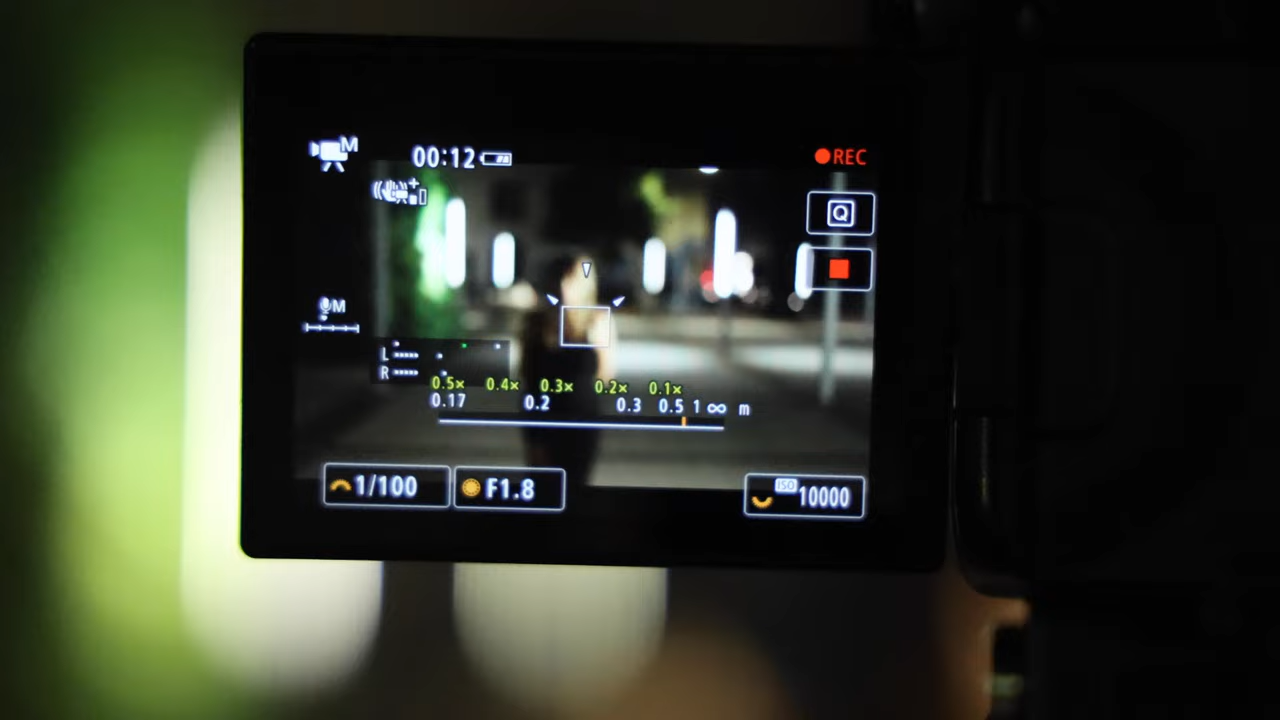 M
00:12
REC
Q
M
L
R
0.5× 0.4× 0.3× 0.2× 0.1×
0.17 0.2 0.3 0.5 1 ∞ m
1/100 F1.8 ISO 10000